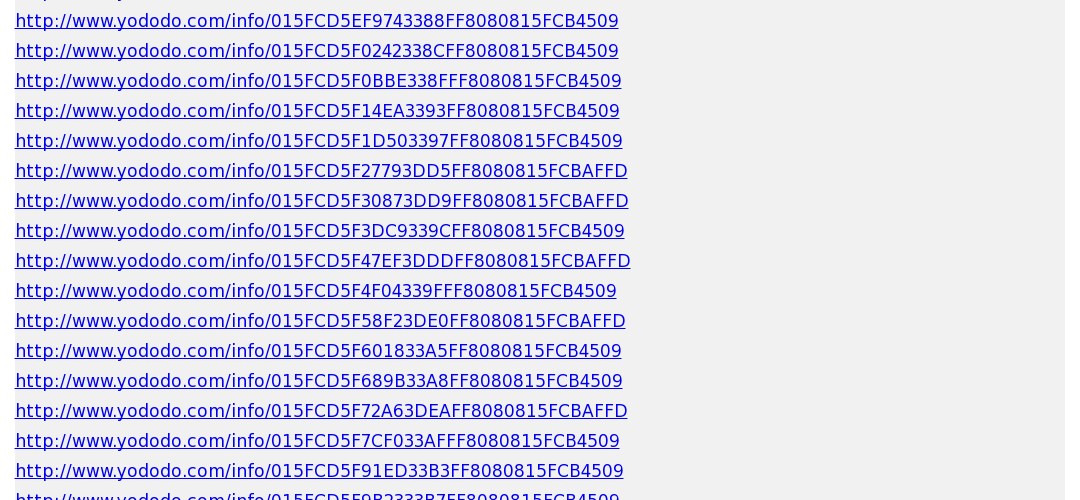 http://www.yododo.com/info/015FCD5EF9743388FF8080815FCB4509
http://www.yododo.com/info/015FCD5F0242338CFF8080815FCB4509
http://www.yododo.com/info/015FCD5F0BBE338FFF8080815FCB4509
http://www.yododo.com/info/015FCD5F14EA3393FF8080815FCB4509
http://www.yododo.com/info/015FCD5F1D503397FF8080815FCB4509
http://www.yododo.com/info/015FCD5F27793DD5FF8080815FCBAFFD
http://www.yododo.com/info/015FCD5F30873DD9FF8080815FCBAFFD
http://www.yododo.com/info/015FCD5F3DC9339CFF8080815FCB4509
http://www.yododo.com/info/015FCD5F47EF3DDDFF8080815FCBAFFD
http://www.yododo.com/info/015FCD5F4F04339FFF8080815FCB4509
http://www.yododo.com/info/015FCD5F58F23DE0FF8080815FCBAFFD
http://www.yododo.com/info/015FCD5F601833A5FF8080815FCB4509
http://www.yododo.com/info/015FCD5F689B33A8FF8080815FCB4509
http://www.yododo.com/info/015FCD5F72A63DEAFF8080815FCBAFFD
http://www.yododo.com/info/015FCD5F7CF033AFFF8080815FCB4509
http://www.yododo.com/info/015FCD5F91ED33B3FF8080815FCB4509